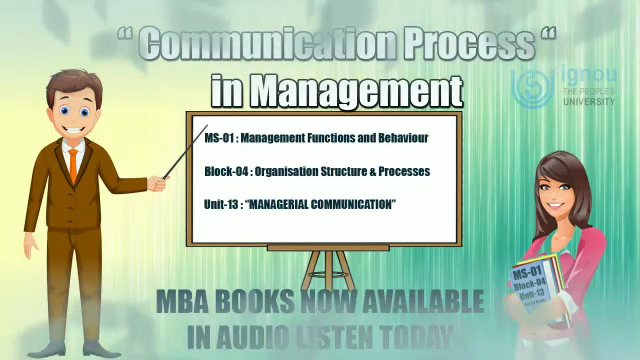 “ Communication Process “
in Management
ignou
THE PEOPLE'S
UNIVERSITY
MS-01 : Management Functions and Behaviour
Block-04 : Organisation Structure & Processes
Unit-13 : “MANAGERIAL COMMUNICATION”
MS-01
Block-04
Unit-13
MBA BOOKS NOW AVAILABLE
IN AUDIO LISTEN TODAY